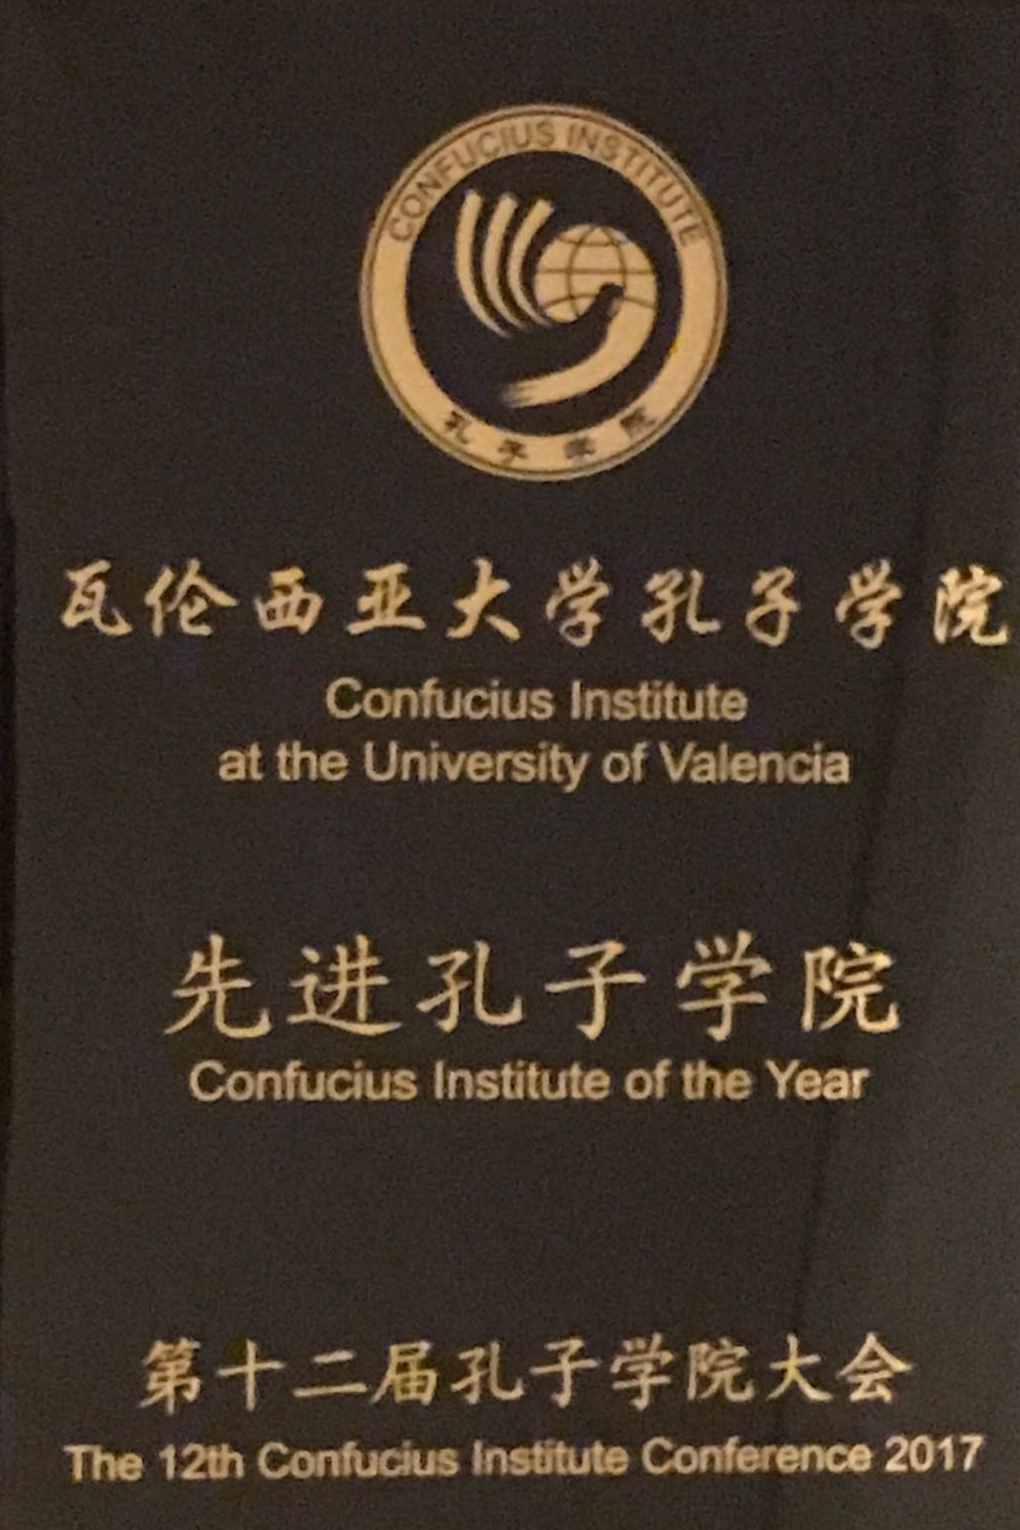 CONFUCIUS INSTITUTE
孔子学院
瓦伦西亚大学孔子学院
Confucius Institute
at the University of Valencia
先进孔子学院
Confucius Institute of the Year
第十二届孔子学院大会
The 12th Confucius Institute Conference 2017